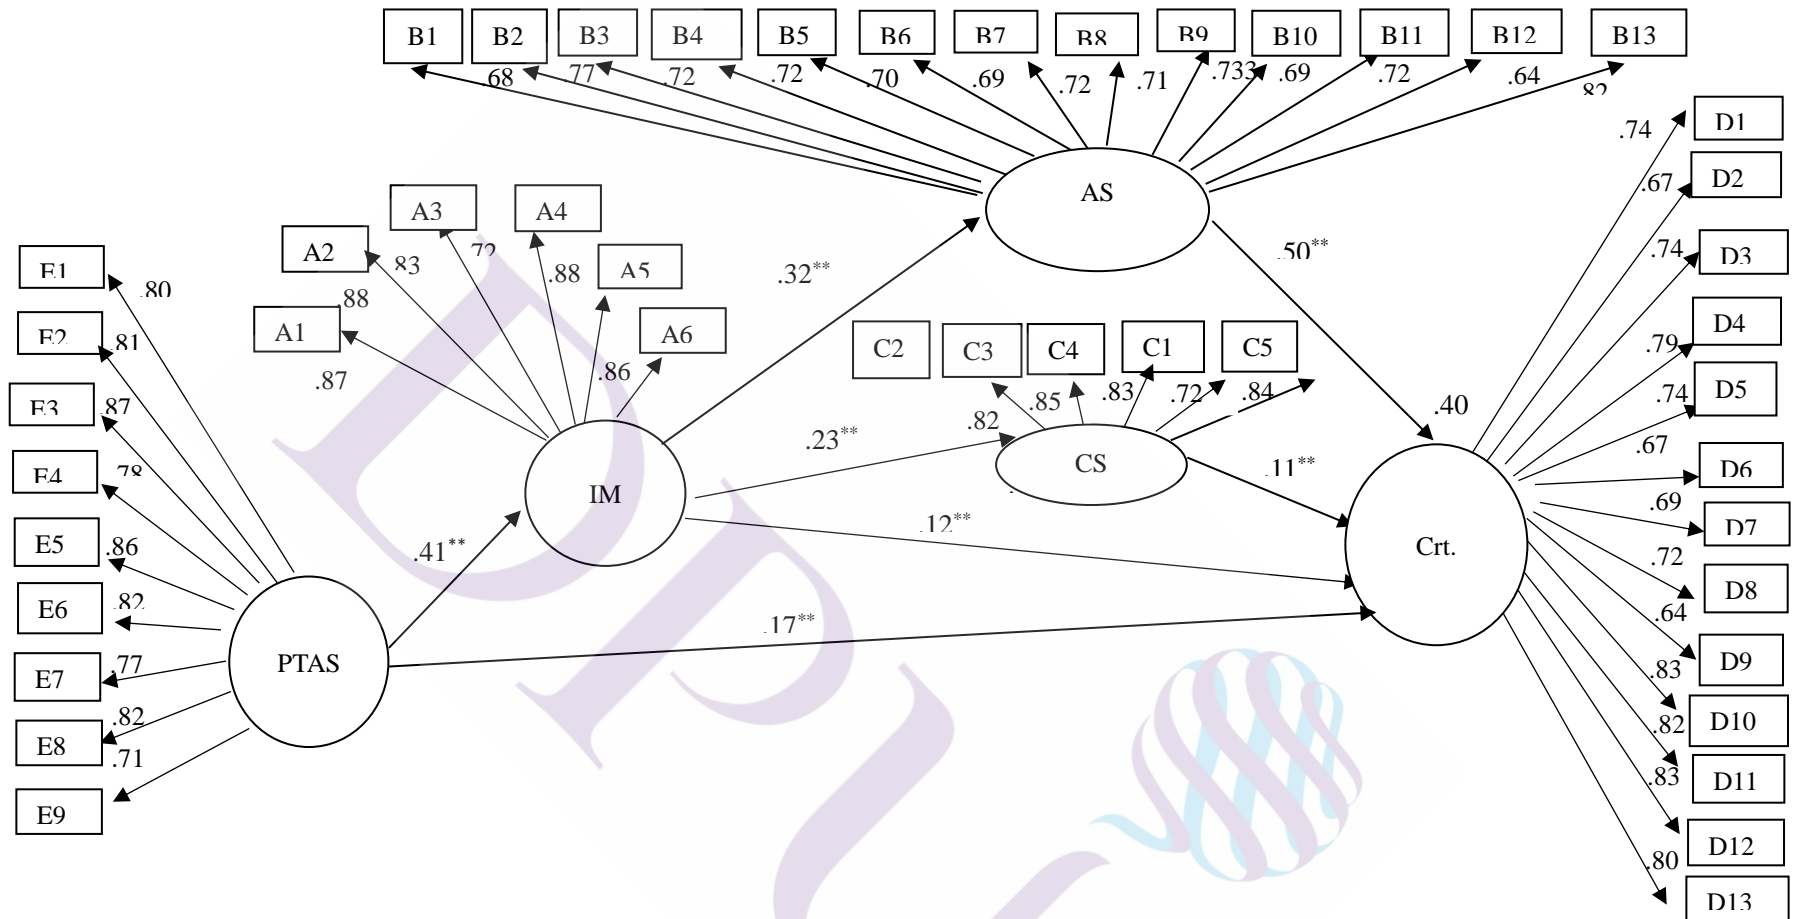 B1 B2 B3 B4 B5 B6 B7 B8 B9 B10 B11 B12 B13
.68 .77 .72 .72 .70 .69 .72 .71 .733 .69 .72 .64 .82
AS
A1 A2 A3 A4 A5 A6
.87 .88 .83 .72 .88 .86
IM
E1 .80
E2 .81
E3 .87
E4 .78
E5 .86
E6 .82
E7 .77
E8 .82
E9 .71
PTAS
C2 C3 C4 C1 C5
.82 .85 .83 .72 .84
CS
.32**
.50**
.23**
.11**
.12**
.41**
.17**
.40
Crt.
D1 .74
D2 .67
D3 .74
D4 .79
D5 .74
D6 .67
D7 .69
D8 .72
D9 .64
D10 .83
D11 .82
D12 .83
D13 .80
DPU